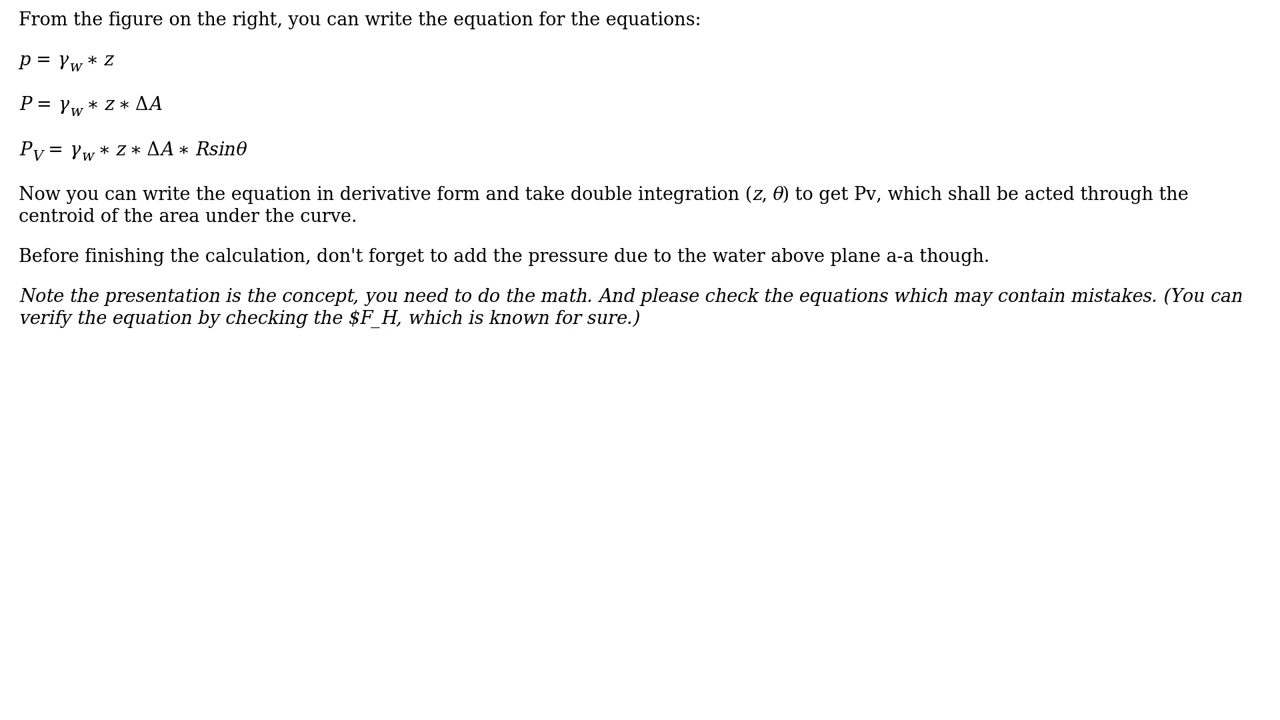 From the figure on the right, you can write the equation for the equations:
p = γ_w ∗ z
P = γ_w ∗ z ∗ ΔA
P_V = γ_w ∗ z ∗ ΔA ∗ Rsinθ
Now you can write the equation in derivative form and take double integration (z, θ) to get Pv, which shall be acted through the
centroid of the area under the curve.
Before finishing the calculation, don't forget to add the pressure due to the water above plane a-a though.
Note the presentation is the concept, you need to do the math. And please check the equations which may contain mistakes. (You can
verify the equation by checking the $F_H, which is known for sure.)